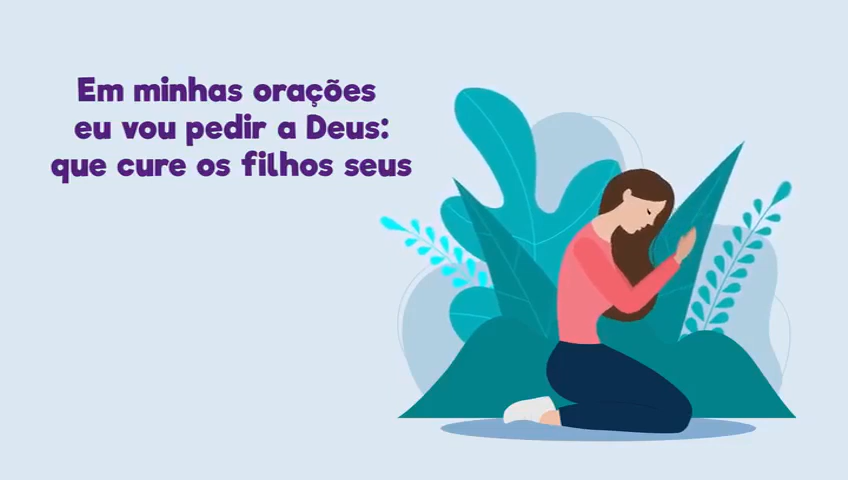 Em minhas orações
eu vou pedir a Deus:
que cure os filhos seus